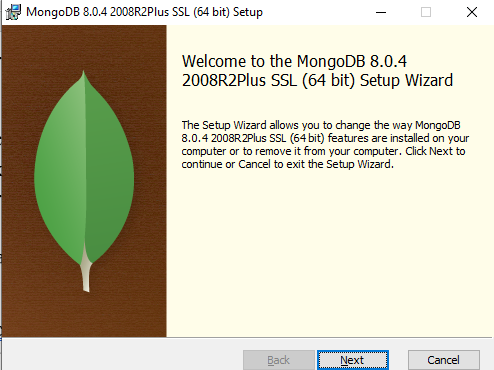 MongoDB 8.0.4 2008R2Plus SSL (64 bit) Setup
Welcome to the MongoDB 8.0.4
2008R2Plus SSL (64 bit) Setup Wizard
The Setup Wizard allows you to change the way MongoDB
8.0.4 2008R2Plus SSL (64 bit) features are installed on your
computer or to remove it from your computer. Click Next to
continue or Cancel to exit the Setup Wizard.
Back Next Cancel